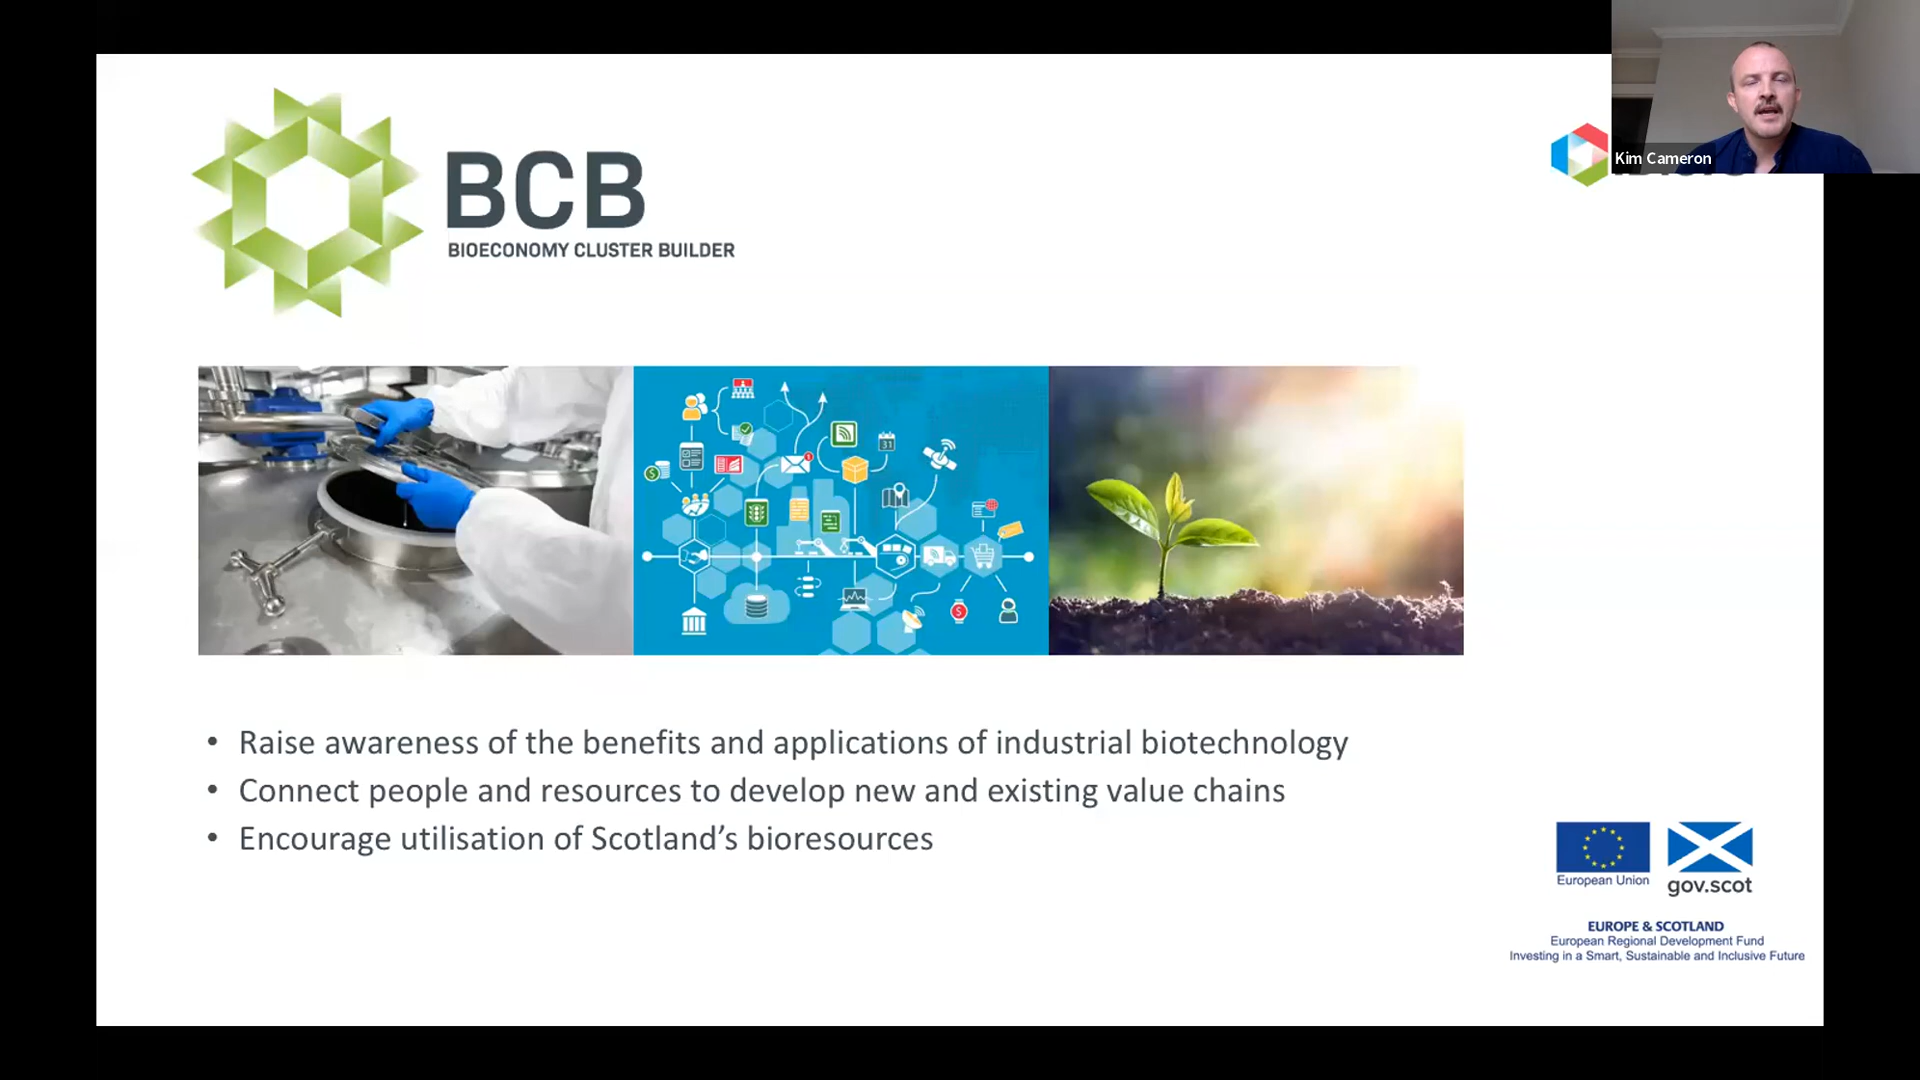 Kim Cameron
BCB
BIOECONOMY CLUSTER BUILDER
31
• Raise awareness of the benefits and applications of industrial biotechnology
• Connect people and resources to develop new and existing value chains
• Encourage utilisation of Scotland’s bioresources
European Union
gov.scot
EUROPE & SCOTLAND
European Regional Development Fund
Investing in a Smart, Sustainable and Inclusive Future